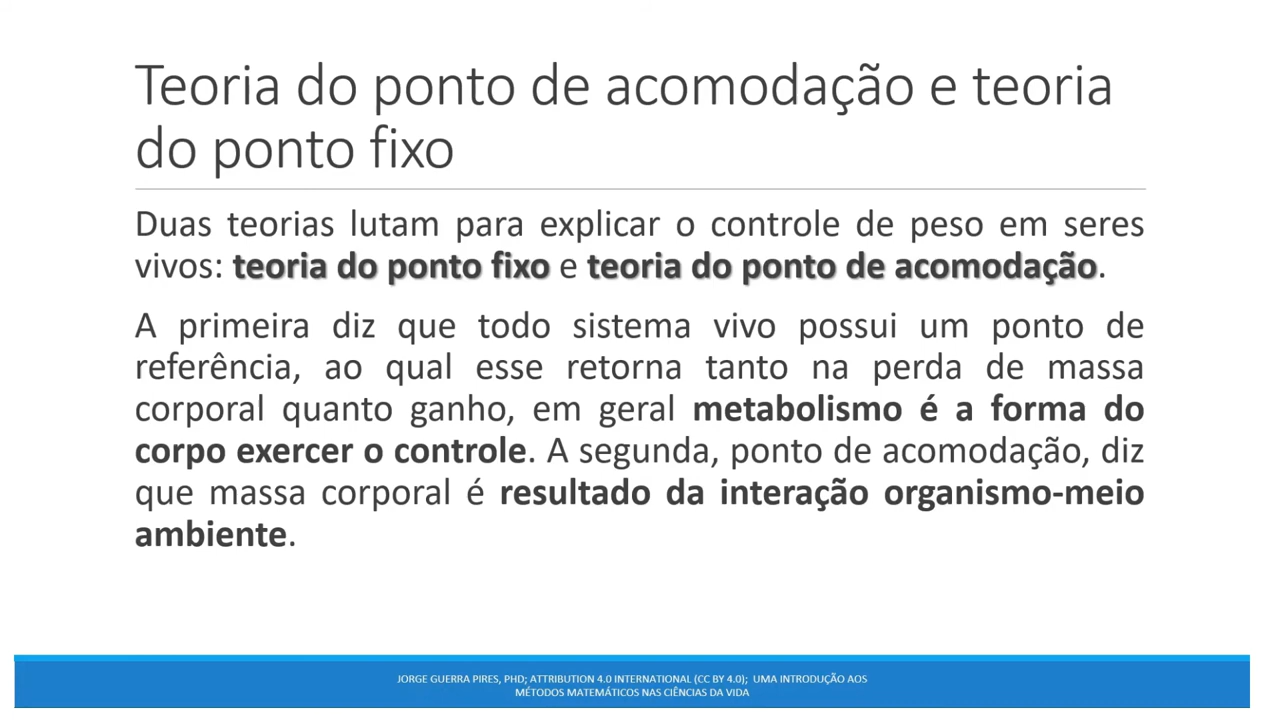 Teoria do ponto de acomodação e teoria
do ponto fixo
Duas teorias lutam para explicar o controle de peso em seres
vivos: teoria do ponto fixo e teoria do ponto de acomodação.
A primeira diz que todo sistema vivo possui um ponto de
referência, ao qual esse retorna tanto na perda de massa
corporal quanto ganho, em geral metabolismo é a forma do
corpo exercer o controle. A segunda, ponto de acomodação, diz
que massa corporal é resultado da interação organismo-meio
ambiente.
JORGE GUERRA PIRES, PHD; ATTRIBUTION 4.0 INTERNATIONAL (CC BY 4.0); UMA INTRODUÇÃO AOS
MÉTODOS MATEMÁTICOS NAS CIÊNCIAS DA VIDA